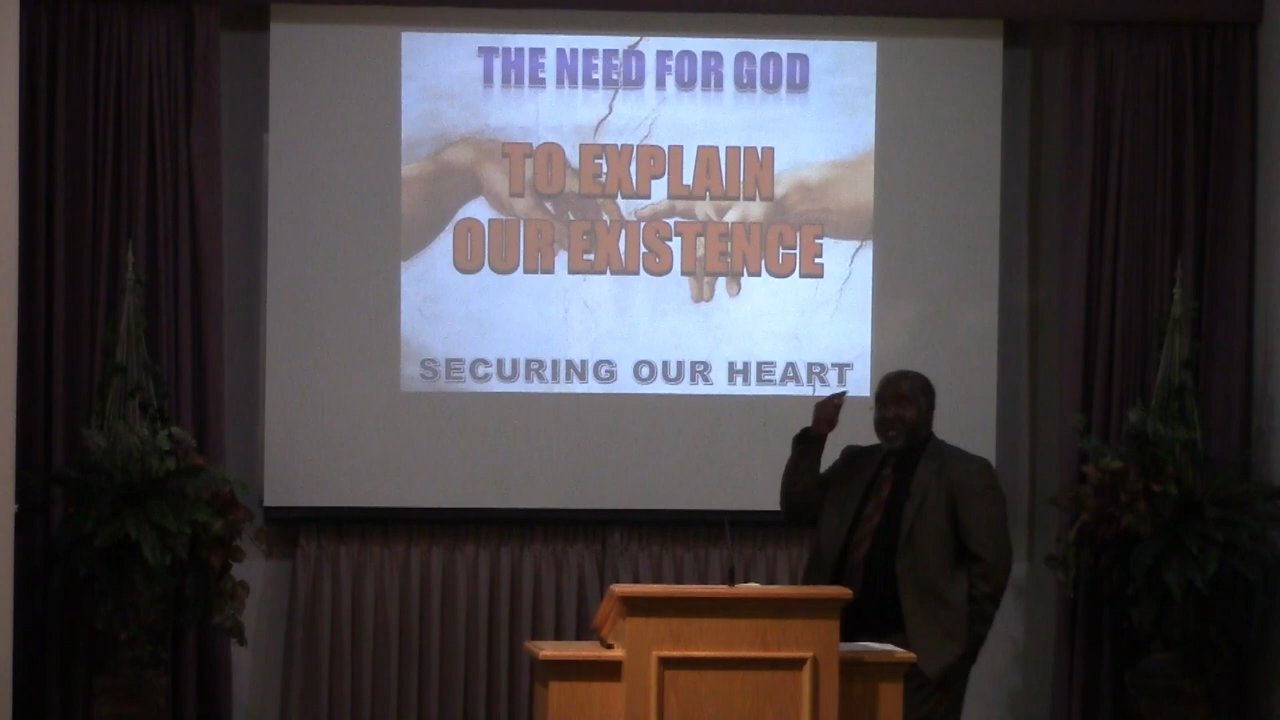 THE NEED FOR GOD
TO EXPLAIN
OUR EXISTENCE
SECURING OUR HEART